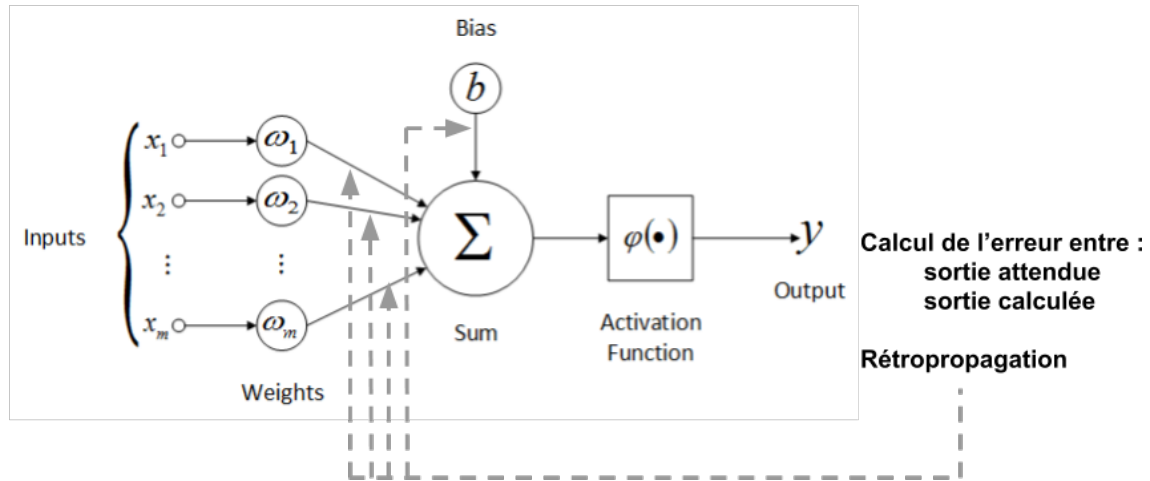 Bias
b
x₁
ω₁
x₂
ω₂
Inputs
⋮
⋮
Σ
φ(•)
y
xₘ
ωₘ
Weights
Sum
Activation
Function
Output
Calcul de l'erreur entre :
sortie attendue
sortie calculée
Rétropropagation